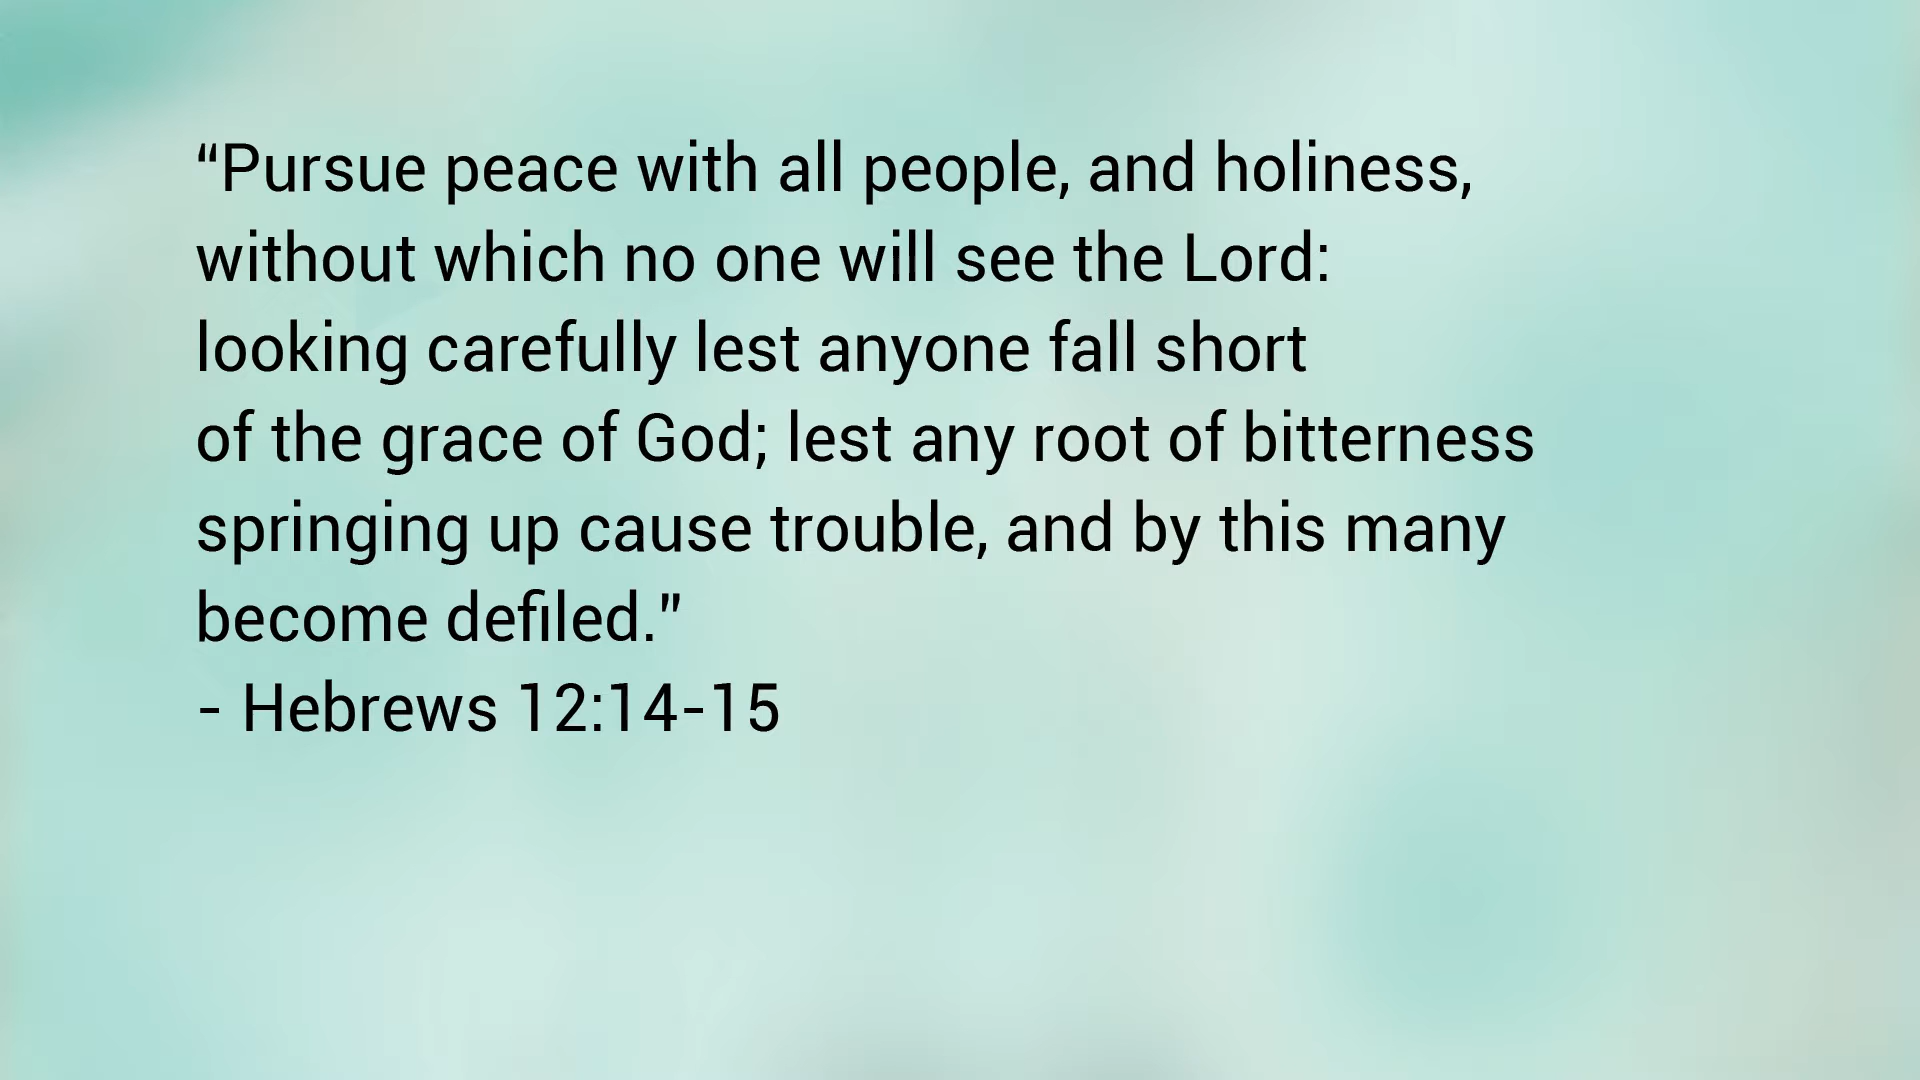 “Pursue peace with all people, and holiness,
without which no one will see the Lord:
looking carefully lest anyone fall short
of the grace of God; lest any root of bitterness
springing up cause trouble, and by this many
become defiled.”
- Hebrews 12:14-15